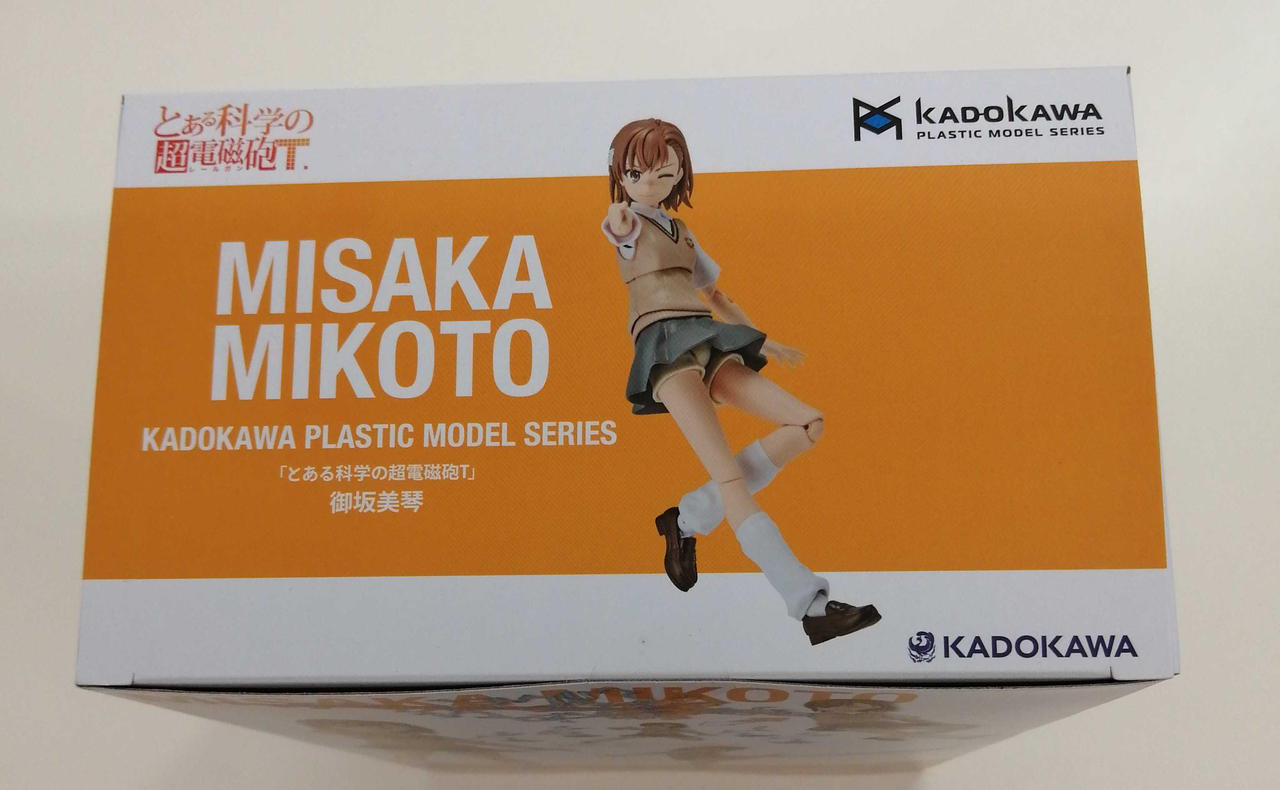 とある科学の
超電磁砲T.
レールガン
KADOKAWA
PLASTIC MODEL SERIES
MISAKA
MIKOTO
KADOKAWA PLASTIC MODEL SERIES
「とある科学の超電磁砲T」
御坂美琴
KADOKAWA
MISAKA MIKOTO